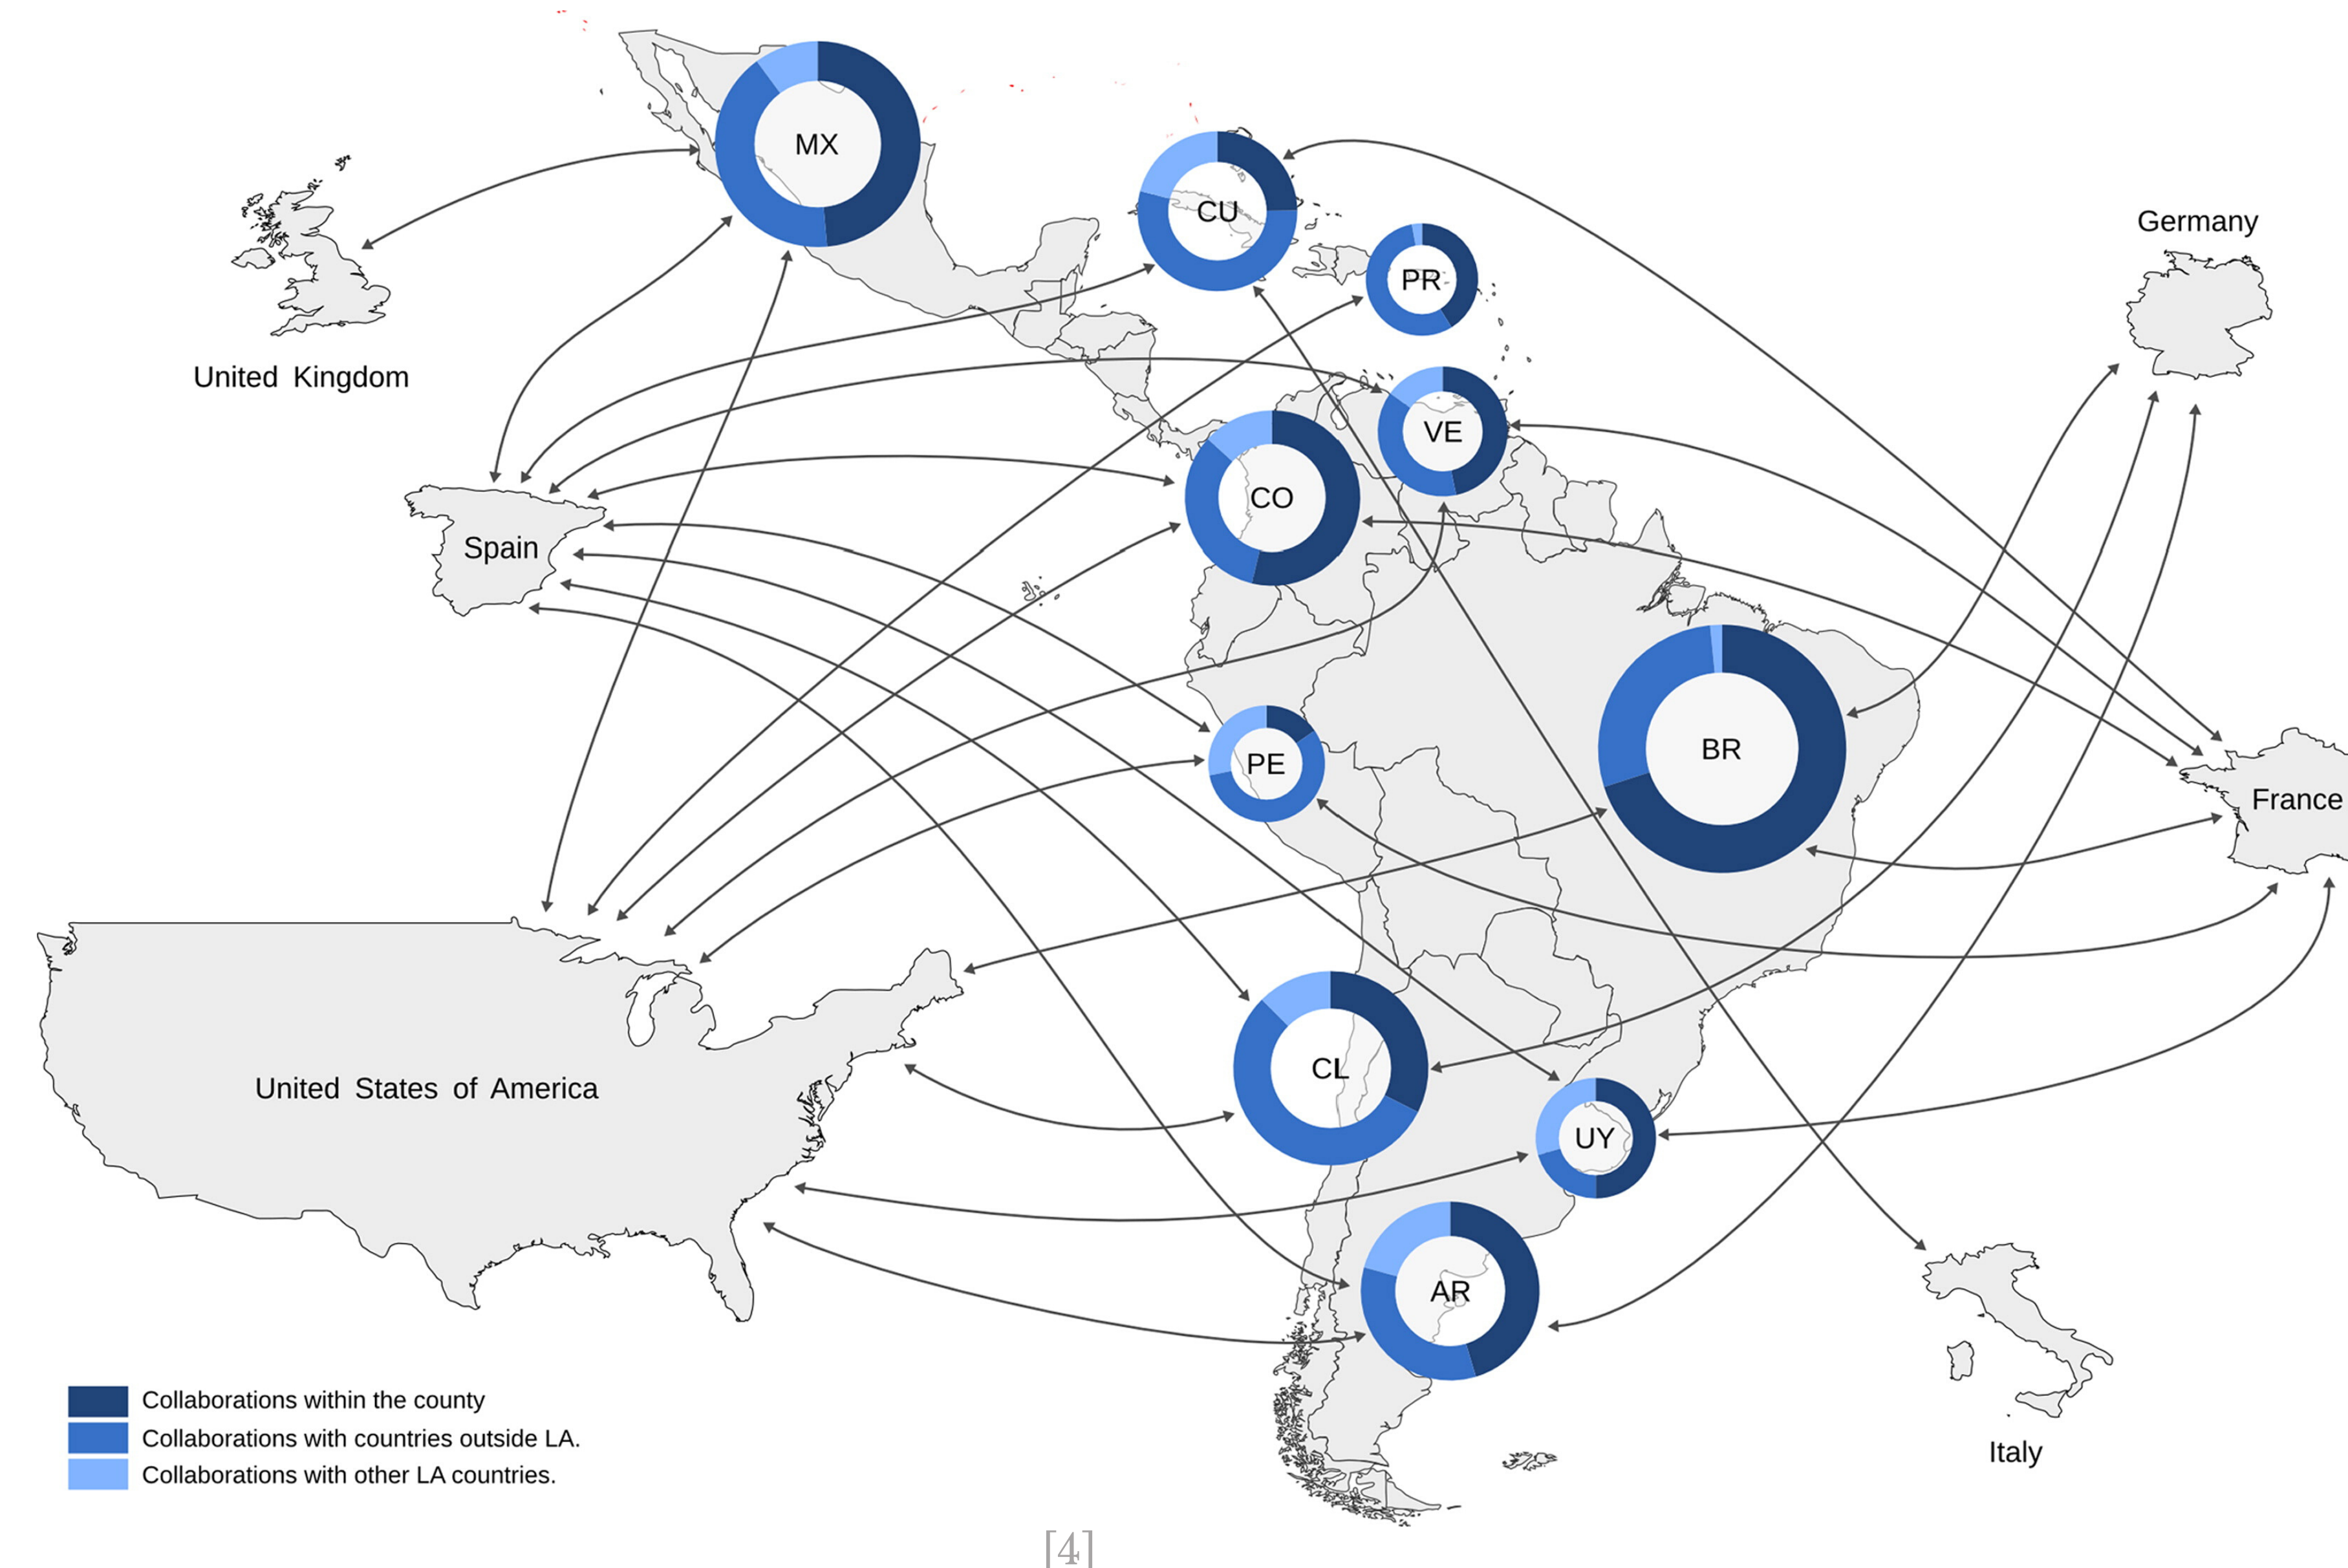 MX
CU
PR
Germany
United Kingdom
VE
CO
Spain
BR
PE
France
CL
United States of America
UY
AR
Collaborations within the county
Collaborations with countries outside LA.
Collaborations with other LA countries.
Italy
[4]